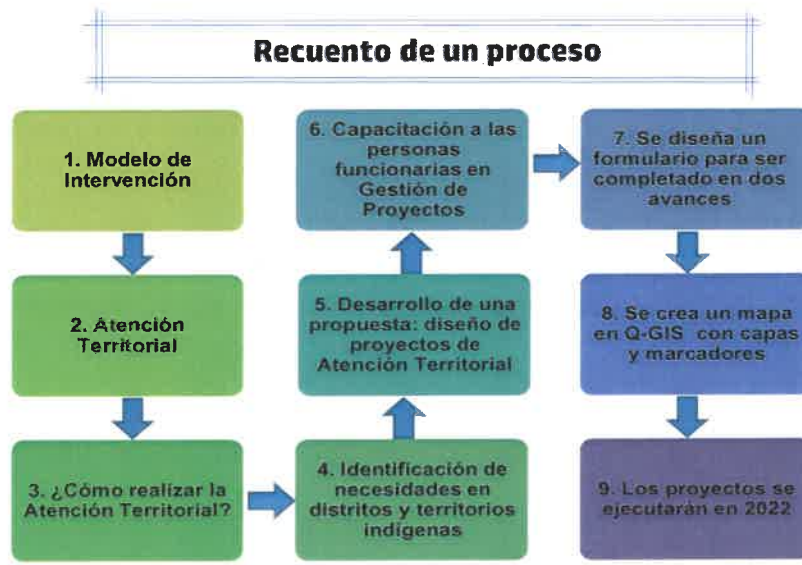 Recuento de un proceso
1. Modelo de
Intervención
2. Atención
Territorial
3. ¿Cómo realizar la
Atención Territorial?
4. Identificación de
necesidades en
distritos y territorios
indígenas
5. Desarrollo de una
propuesta: diseño de
proyectos de
Atención Territorial
6. Capacitación a las
personas
funcionarias en
Gestión de
Proyectos
7. Se diseña un
formulario para ser
completado en dos
avances
8. Se crea un mapa
en Q-GIS con capas
y marcadores
9. Los proyectos se
ejecutarán en 2022